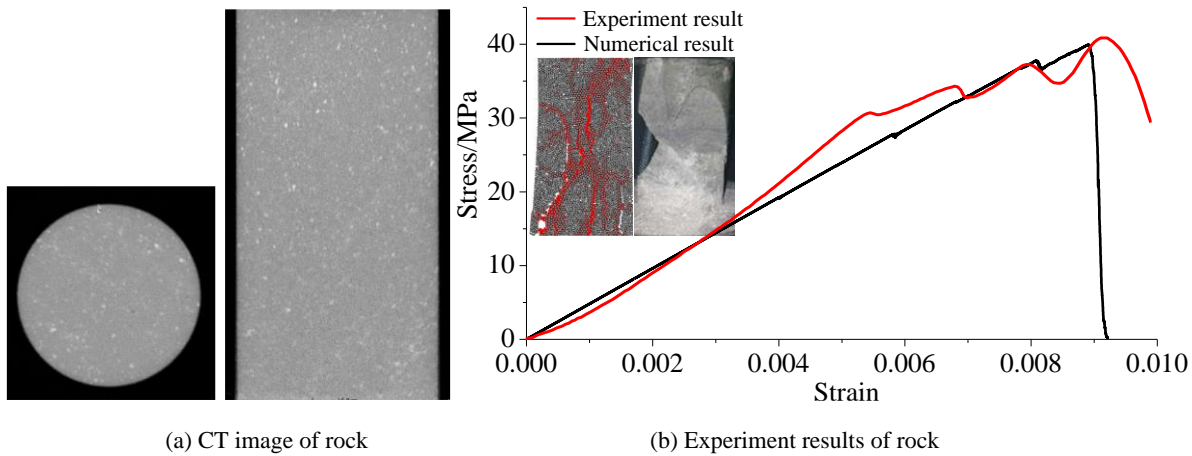 Experiment result
Numerical result
Stress/MPa
40
30
20
10
0
0.000
0.002
0.004
0.006
0.008
0.010
Strain
(a) CT image of rock
(b) Experiment results of rock